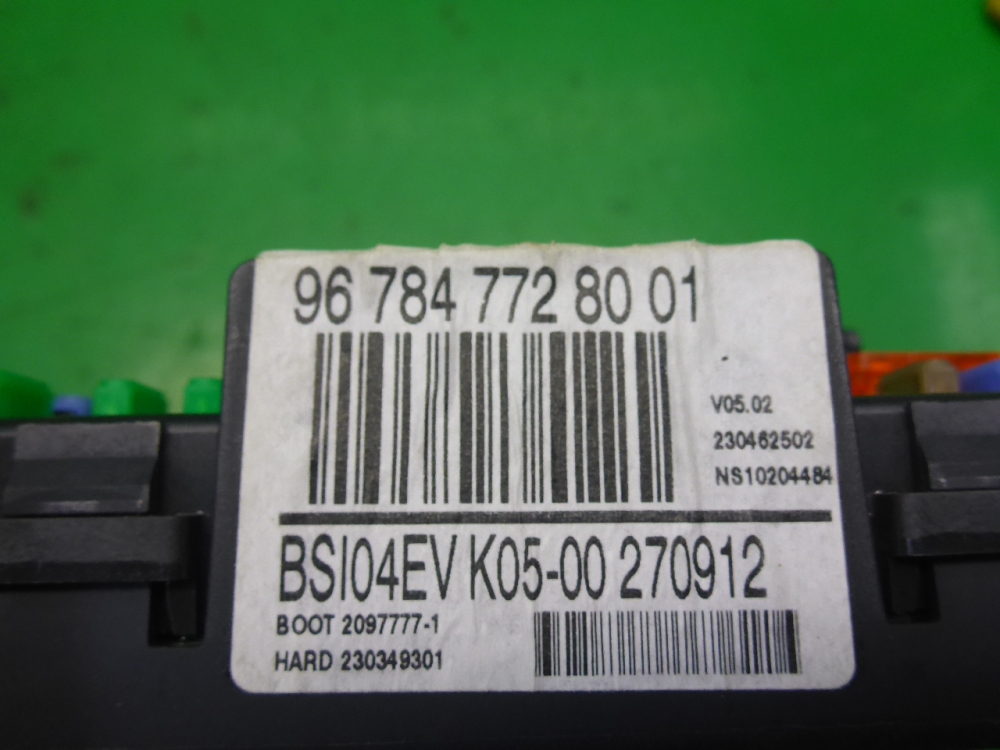 96 784 772 80 01
V05.02
230462502
NS10204484
BSI04EV K05-00 270912
BOOT 2097777-1
HARD 230349301